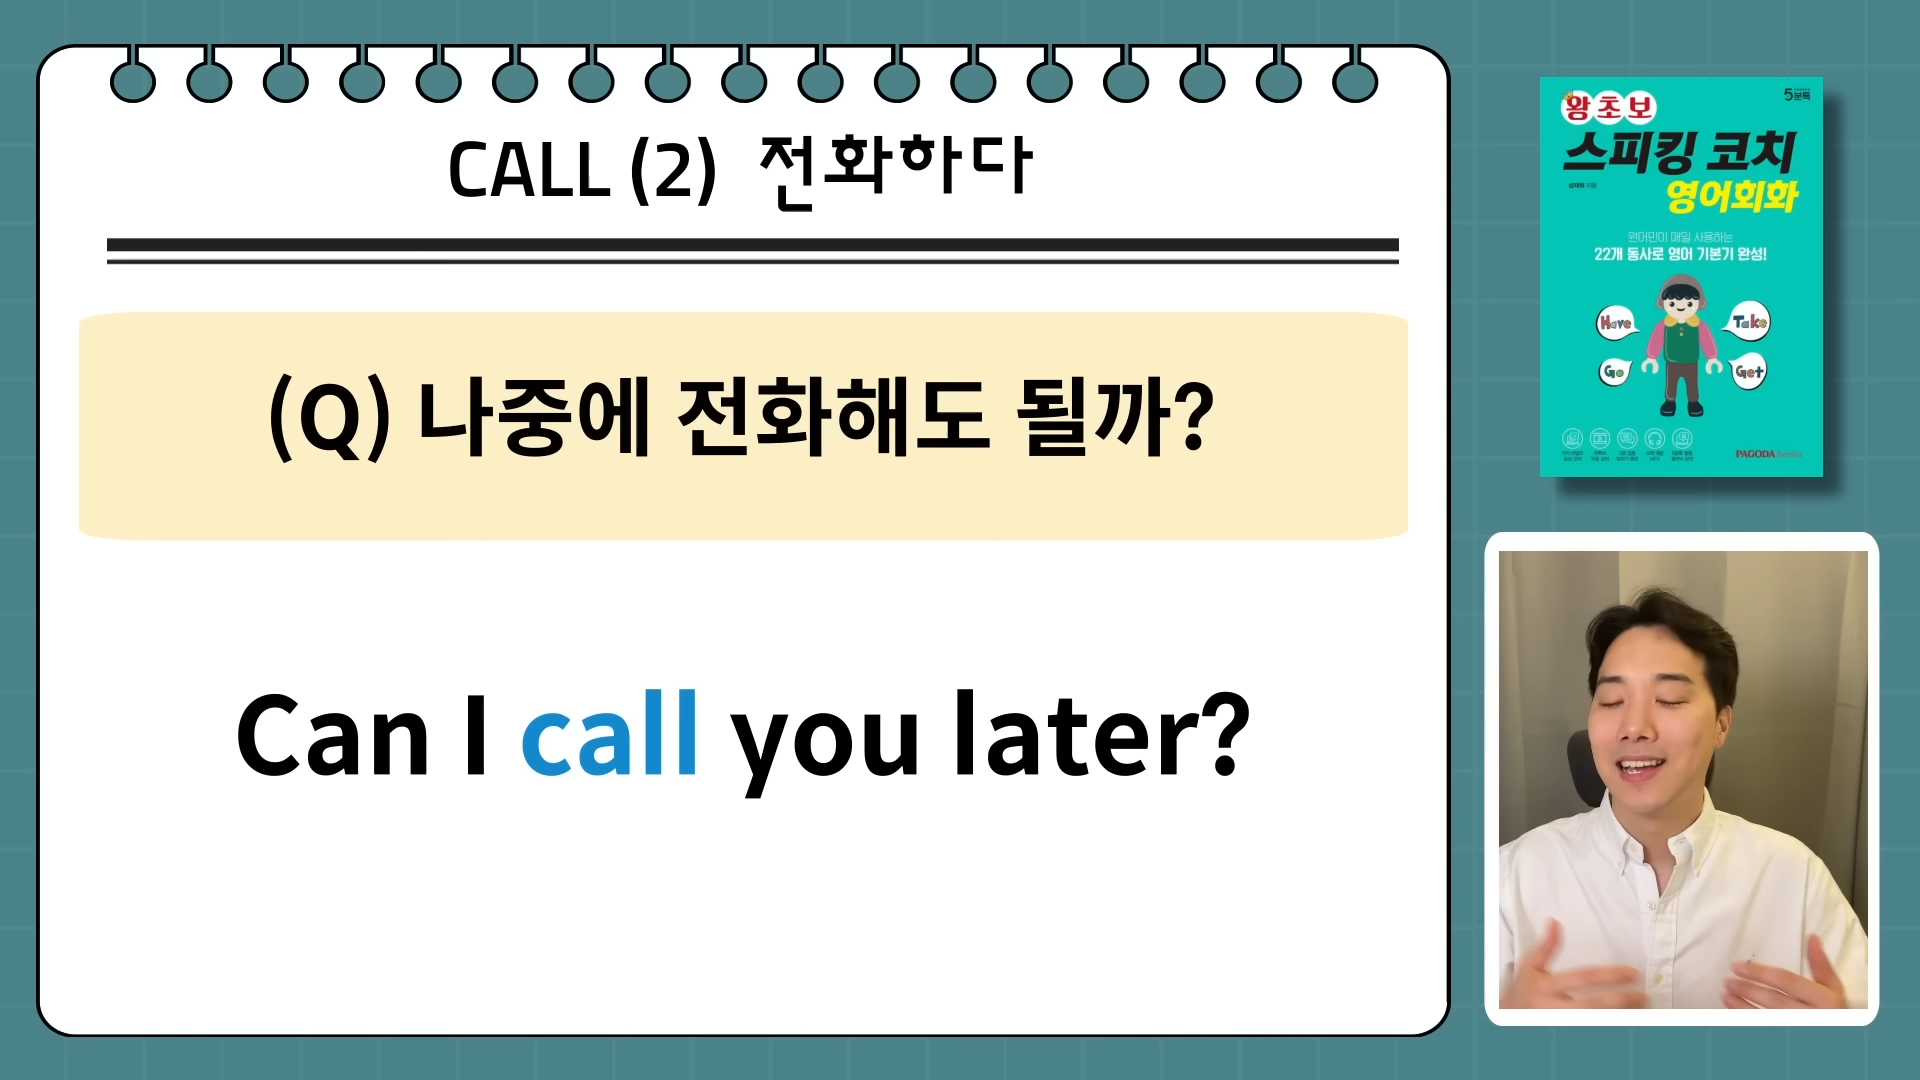 CALL (2) 전화하다
(Q) 나중에 전화해도 될까?
Can I call you later?
5분톡
왕초보
스피킹 코치
영어회화
원어민이 매일 사용하는
22개 동사로 영어 기본기 완성!
Have
Take
Go
Get
PAGODA Books